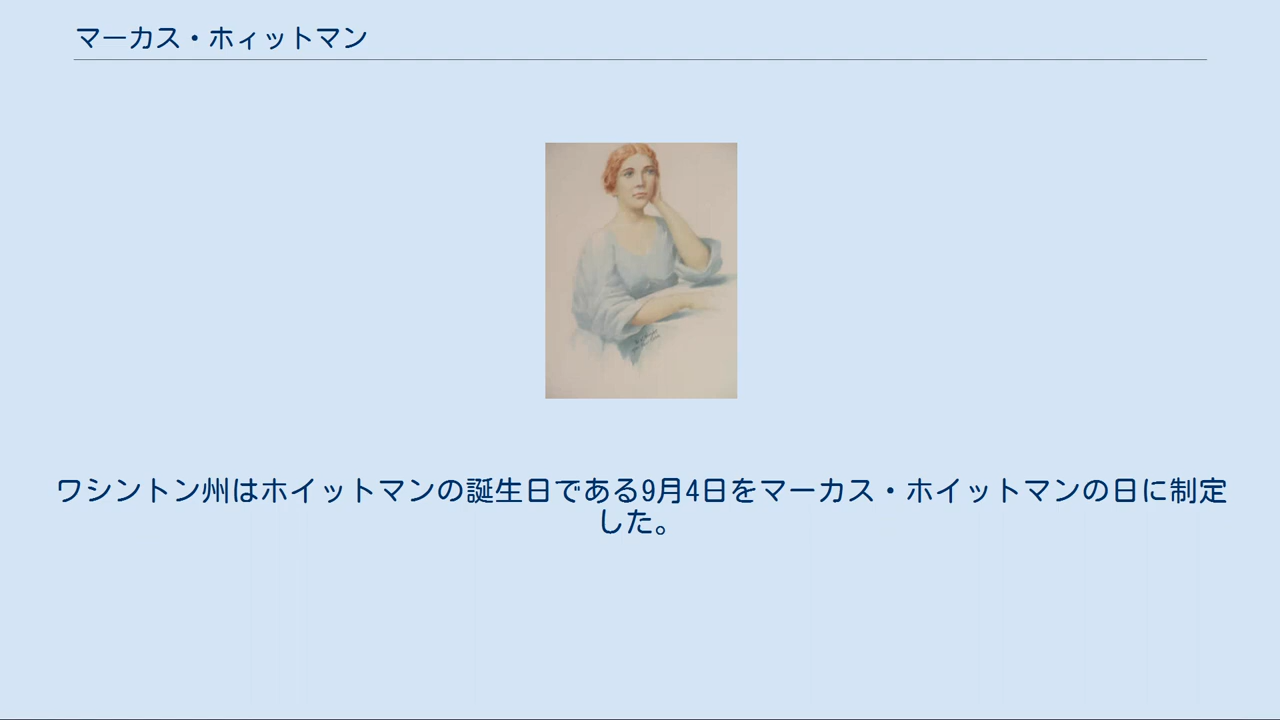 マーカス・ホィットマン
ワシントン州はホイットマンの誕生日である9月4日をマーカス・ホイットマンの日に制定
した。